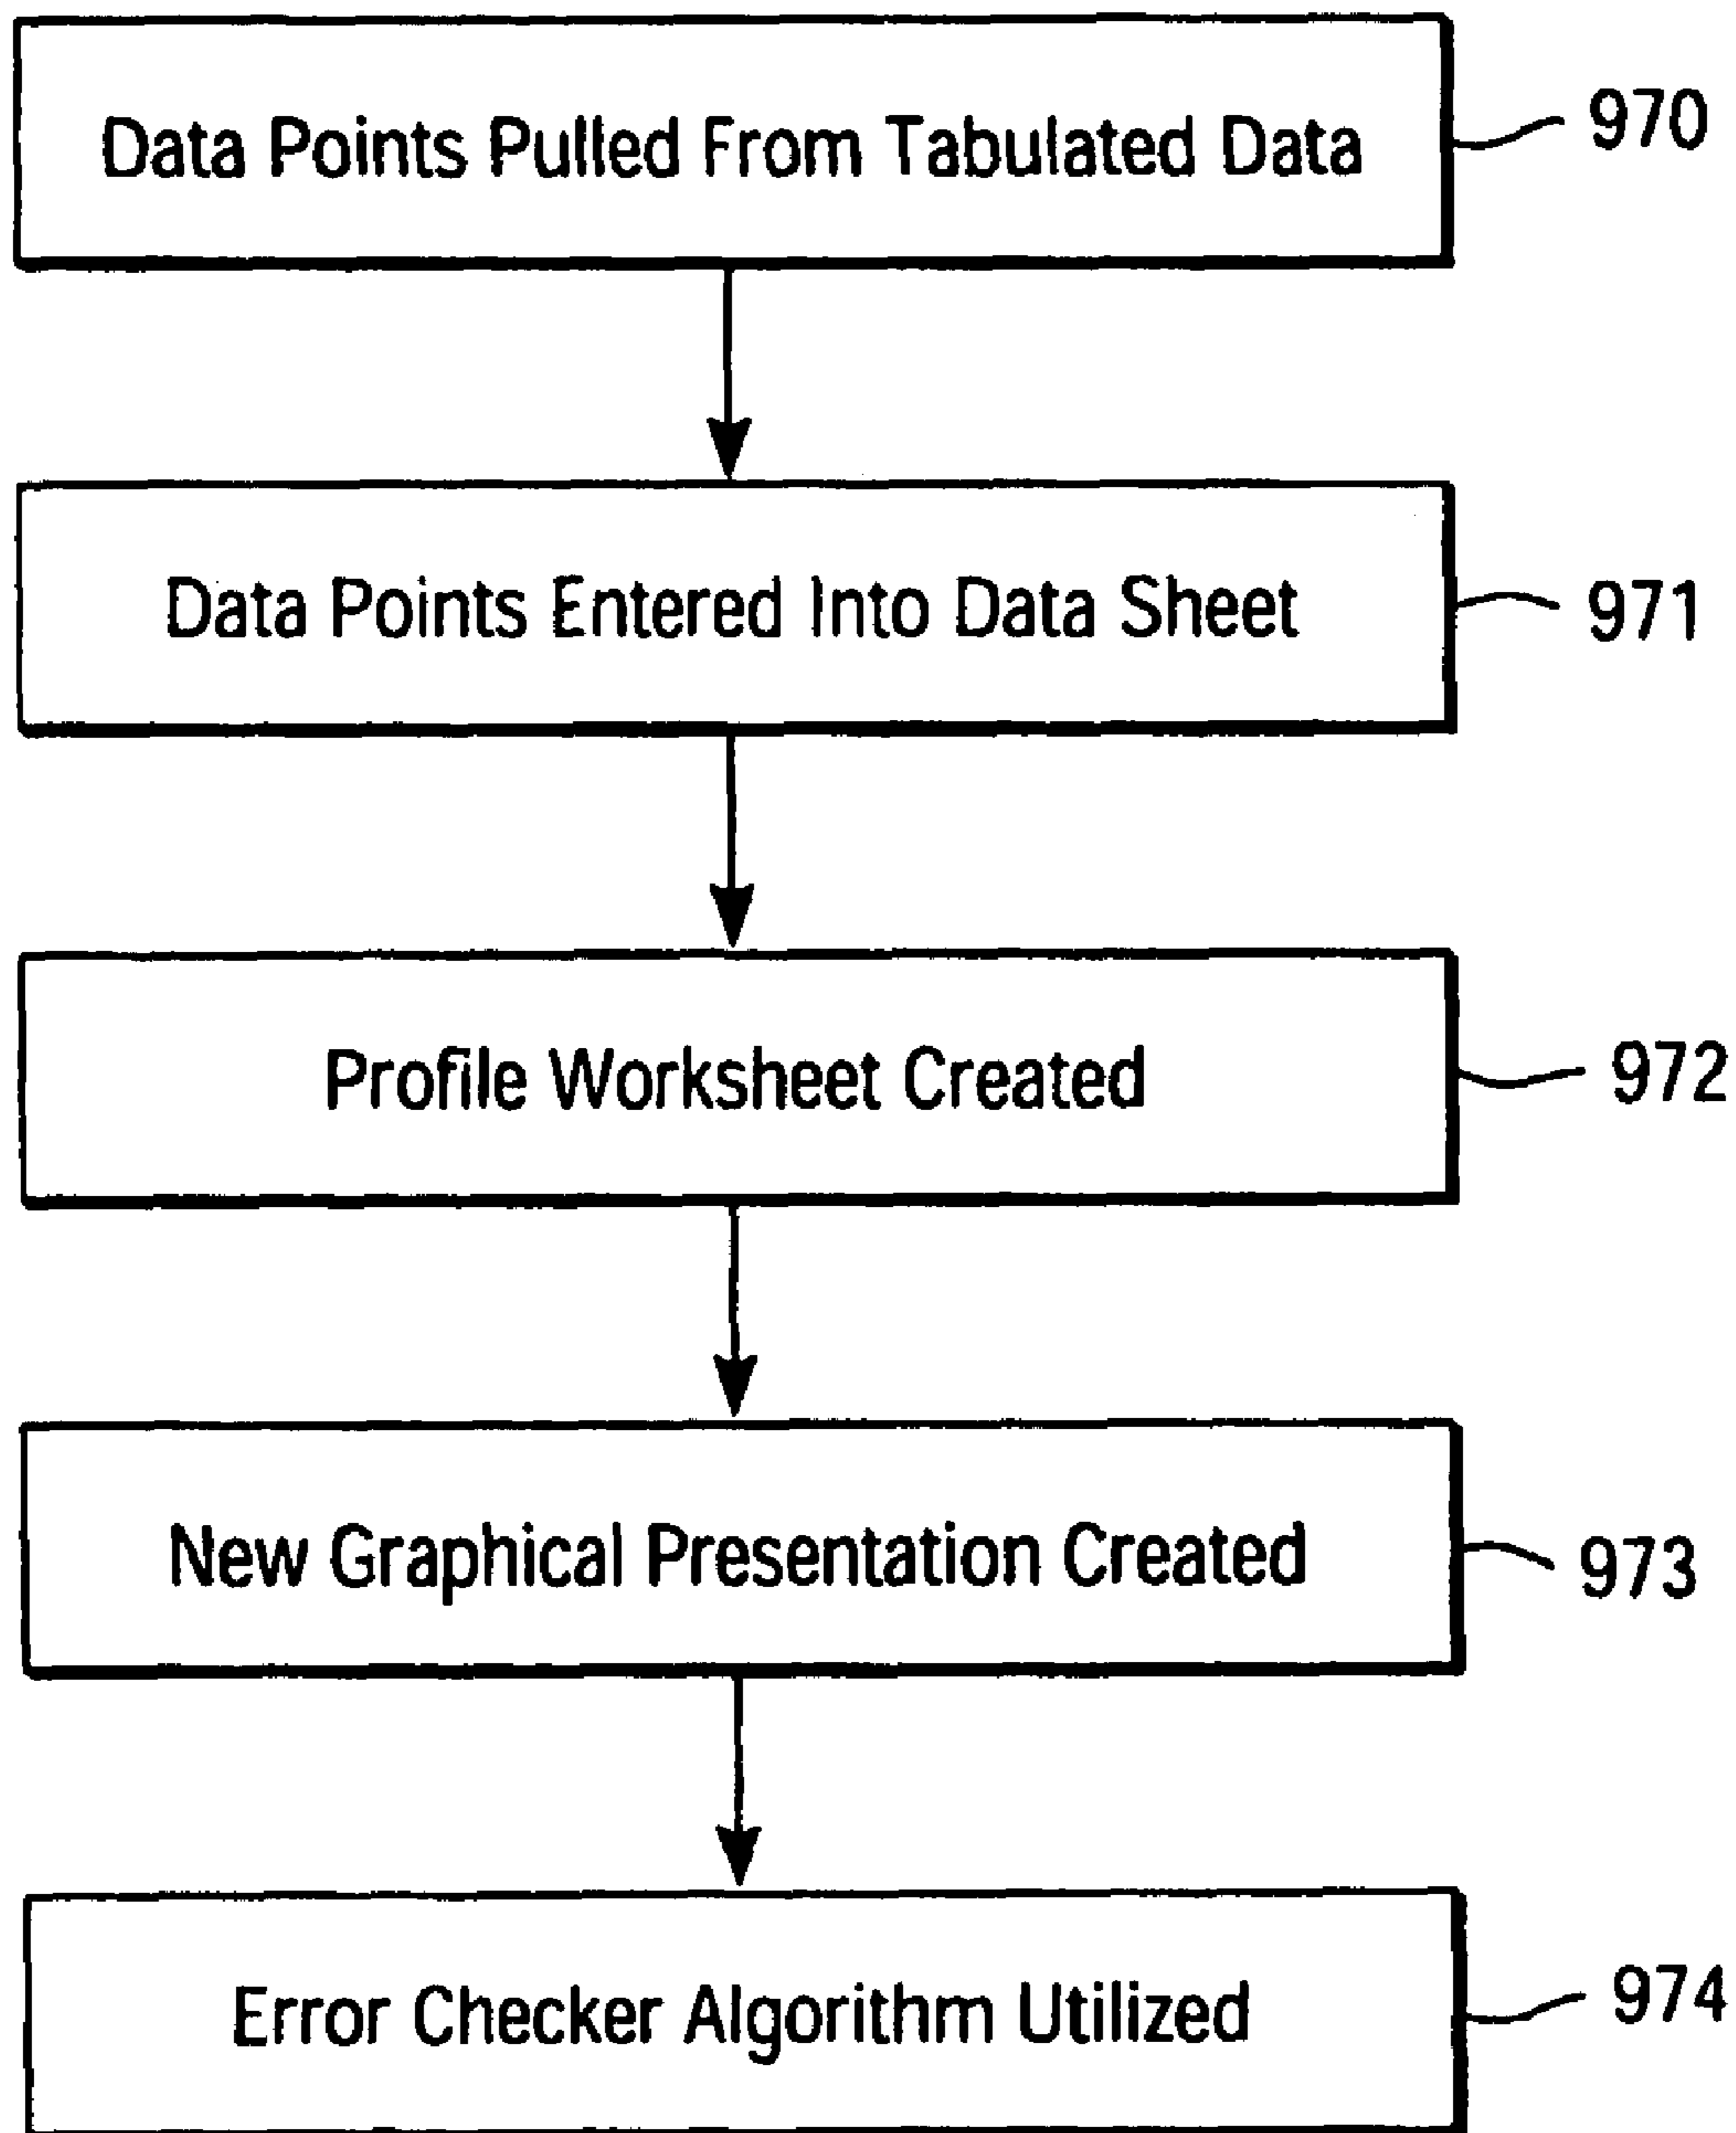 Data Points Pulled From Tabulated Data
970
Data Points Entered Into Data Sheet
971
Profile Worksheet Created
972
New Graphical Presentation Created
973
Error Checker Algorithm Utilized
974